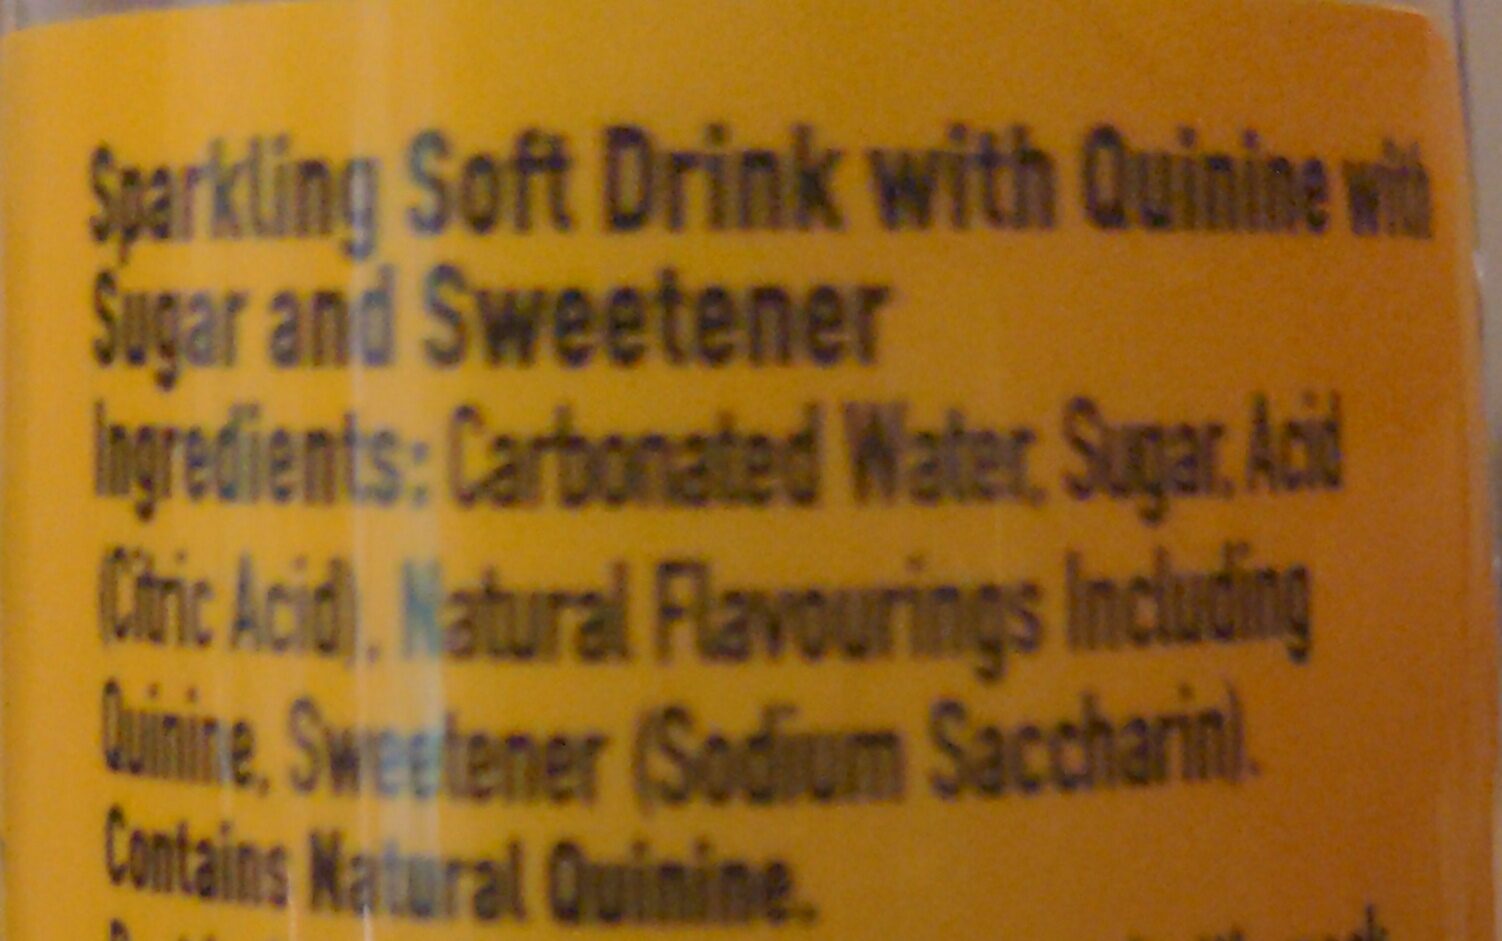 Sparkling Soft Drink with Quinine with
Sugar and Sweetener
Ingredients: Carbonated Water, Sugar, Acid
(Citric Acid), Natural Flavourings Including
Quinine, Sweetener (Sodium Saccharin).
Contains Natural Quinine.